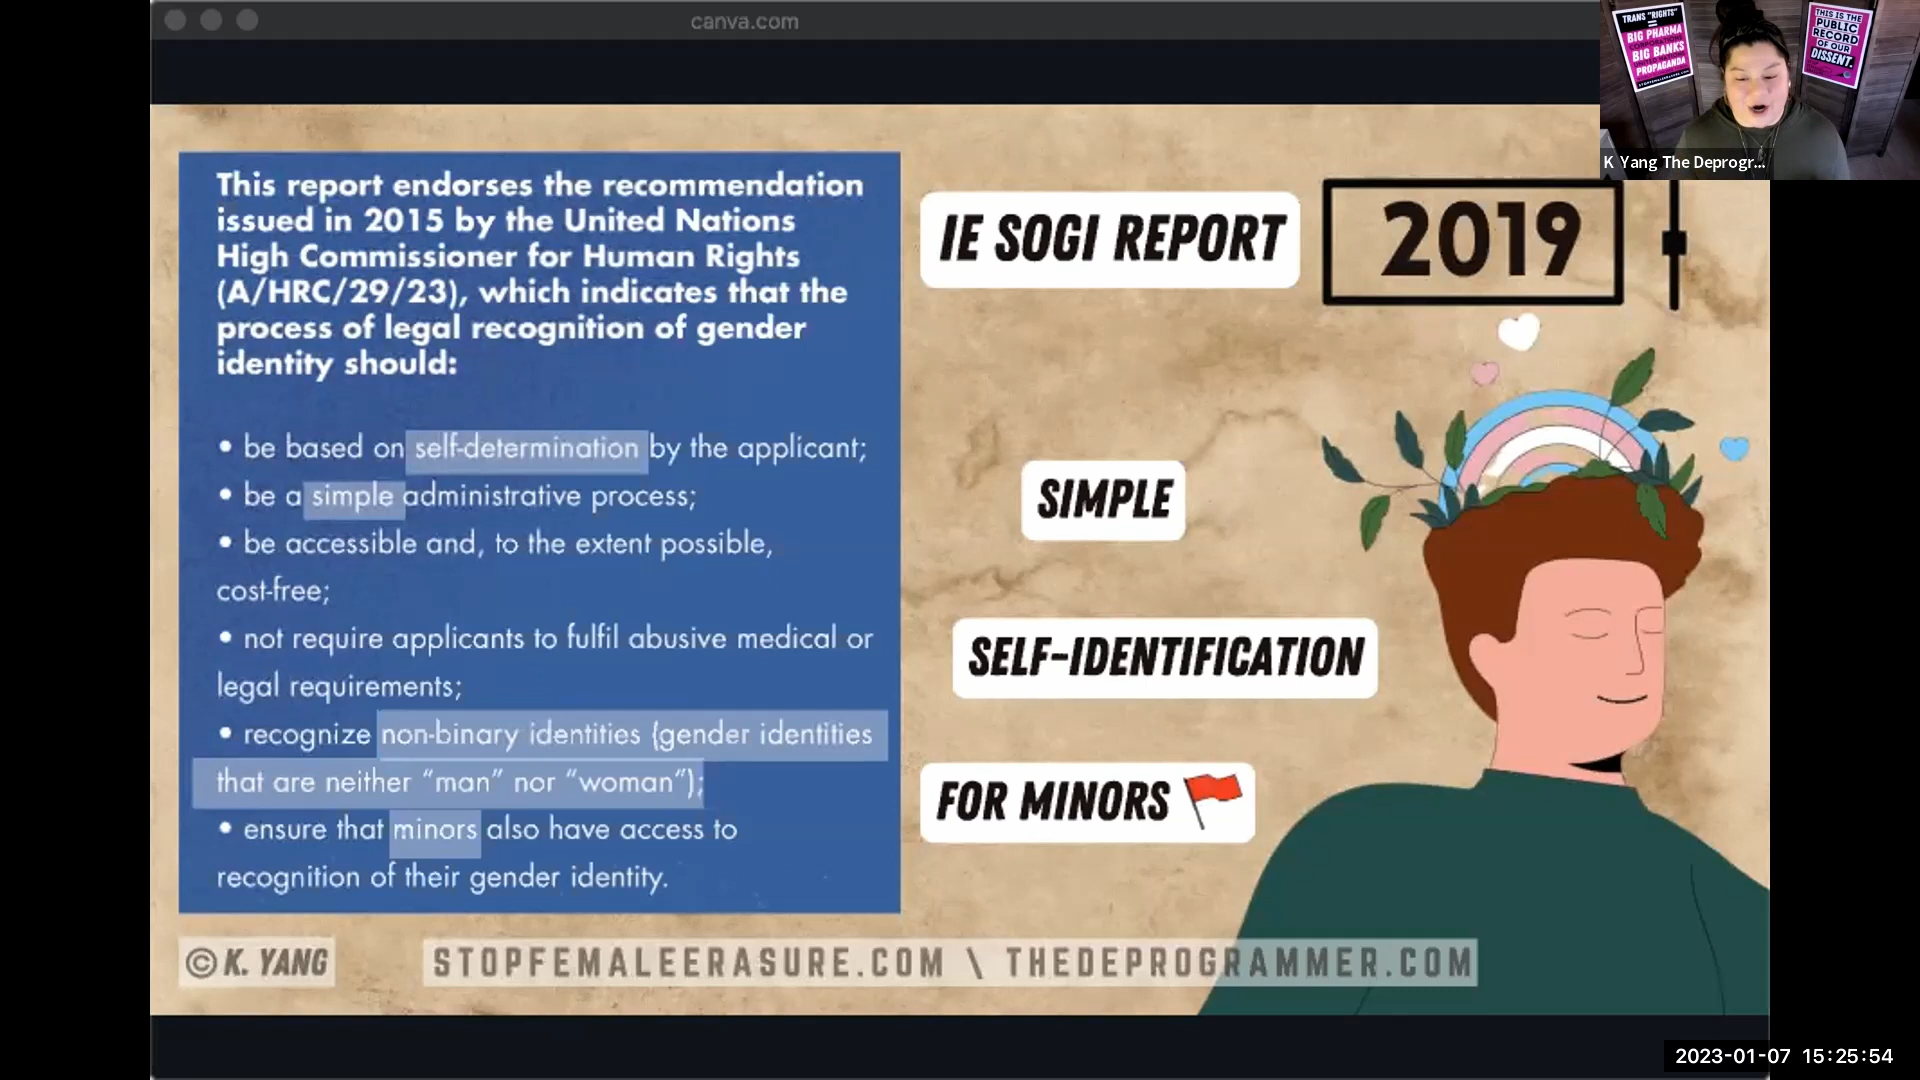 canva.com
TRANS "RIGHTS"
=
BIG PHARMA
CORPORATIONS
BIG BANKS
PROPAGANDA
THIS IS THE
PUBLIC
RECORD
OF OUR
DISSENT.
K Yang The Deprogr...
This report endorses the recommendation
issued in 2015 by the United Nations
High Commissioner for Human Rights
(A/HRC/29/23), which indicates that the
process of legal recognition of gender
identity should:
• be based on self-determination by the applicant;
• be a simple administrative process;
• be accessible and, to the extent possible,
cost-free;
• not require applicants to fulfil abusive medical or
legal requirements;
• recognize non-binary identities (gender identities
that are neither “man” nor “woman”);
• ensure that minors also have access to
recognition of their gender identity.
IE SOGI REPORT
2019
SIMPLE
SELF-IDENTIFICATION
FOR MINORS
© K. YANG
STOPFEMALEERASURE.COM \ THEDEPROGRAMMER.COM
2023-01-07 15:25:54